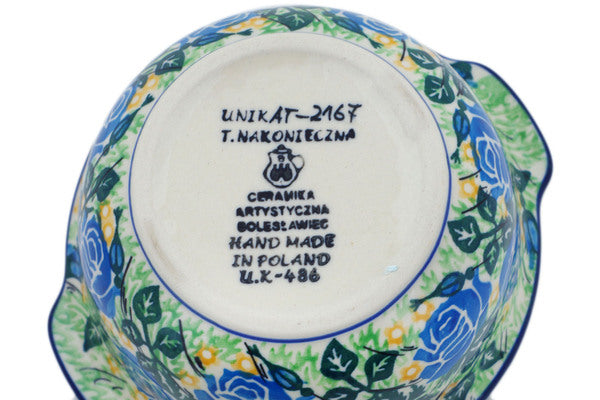 UNIKAT-2167
T. NAKONIECZNA
CERAMIKA
ARTYSTYCZNA
BOLESŁAWIEC
HAND MADE
IN POLAND
U.K-486